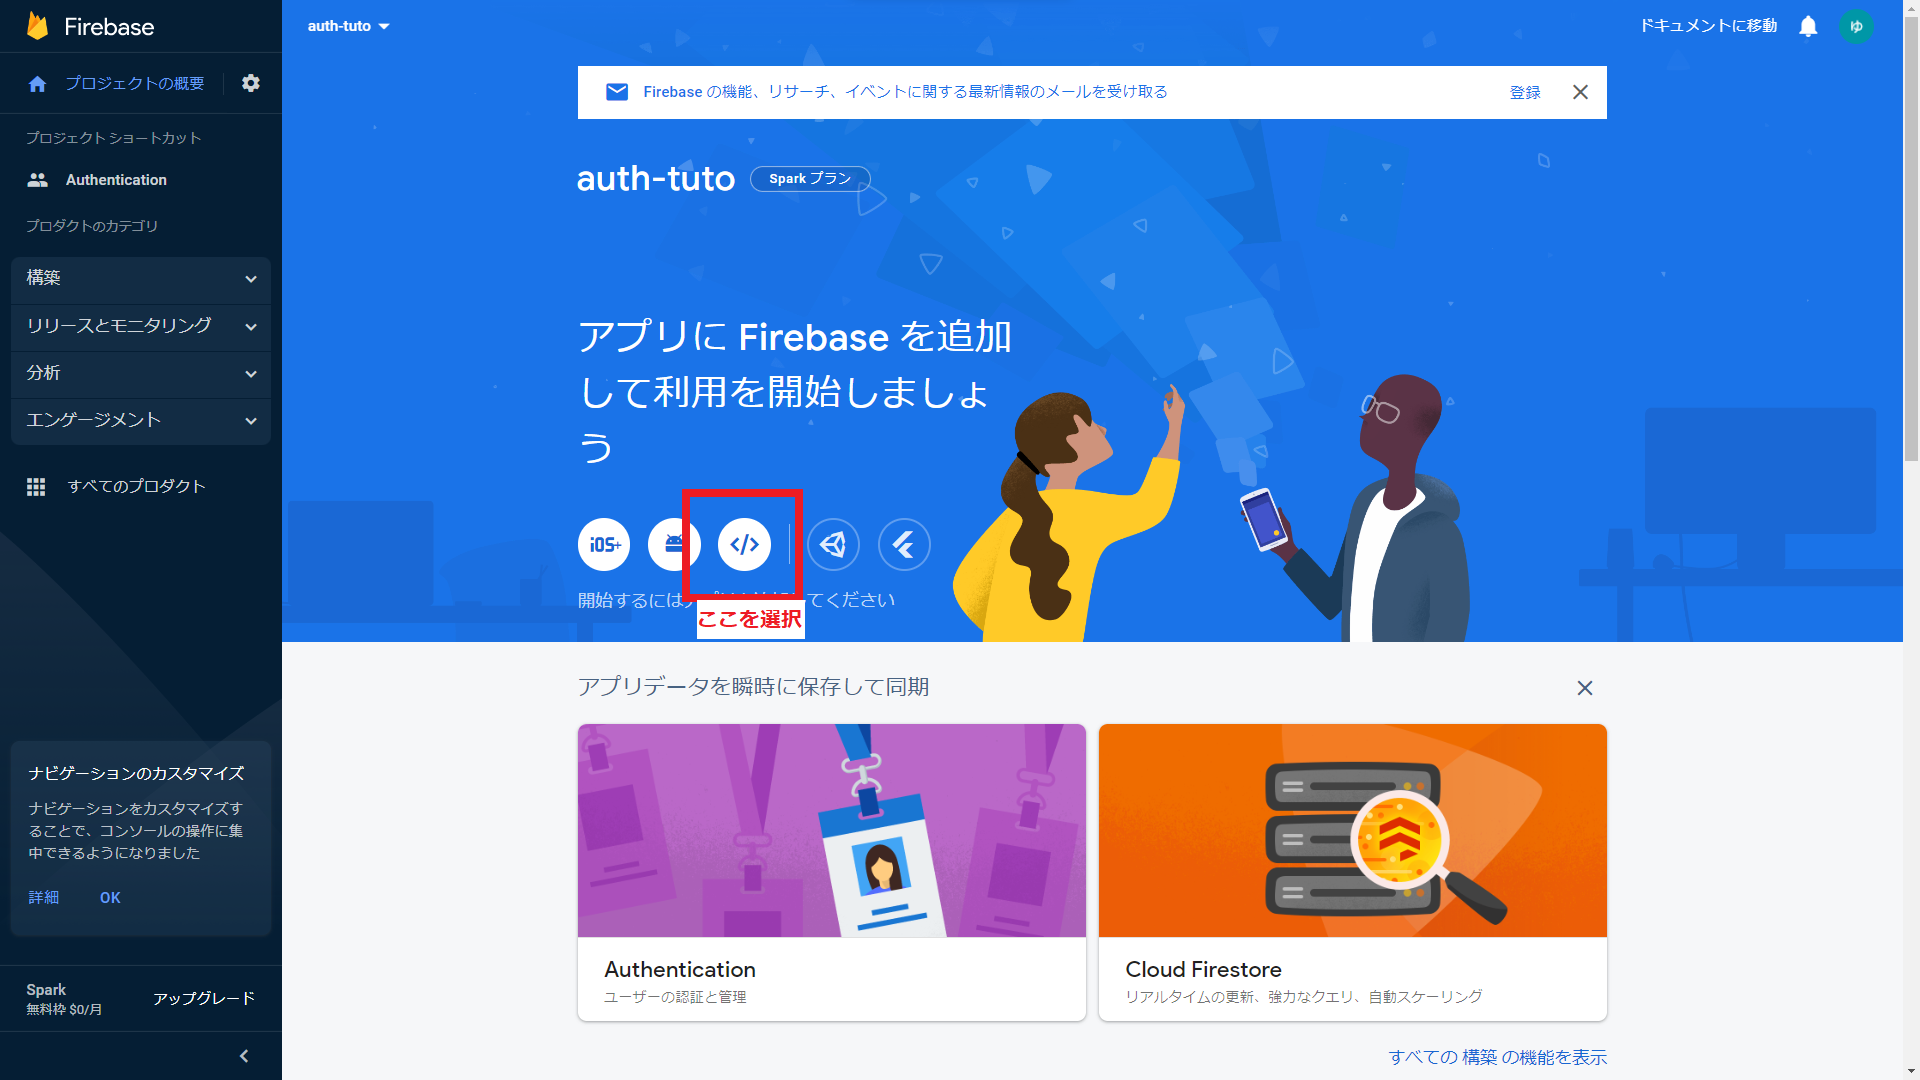 Firebase
プロジェクトの概要
プロジェクト ショートカット
Authentication
プロダクトのカテゴリ
構築
リリースとモニタリング
分析
エンゲージメント
すべてのプロダクト
ナビゲーションのカスタマイズ
ナビゲーションをカスタマイズす
ることで、コンソールの操作に集
中できるようになりました
詳細 OK
Spark
無料枠 $0/月
アップグレード
auth-tuto
ドキュメントに移動
ゆ
Firebase の機能、リサーチ、イベントに関する最新情報のメールを受け取る
登録
auth-tuto
Spark プラン
アプリに Firebase を追加
して利用を開始しましょ
う
iOS+
</>
開始するには てください
ここを選択
アプリデータを瞬時に保存して同期
Authentication
ユーザーの認証と管理
Cloud Firestore
リアルタイムの更新、強力なクエリ、自動スケーリング
すべての 構築 の機能を表示